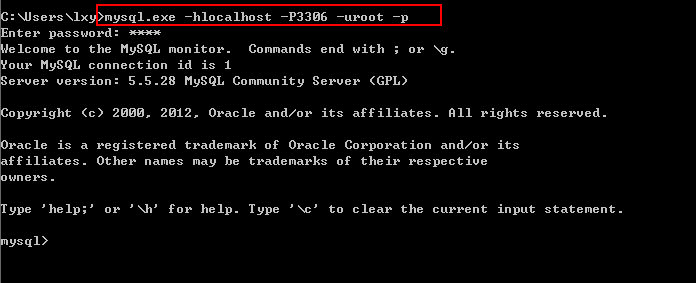 C:\Users\lxy>mysql.exe -hlocalhost -P3306 -uroot -p
Enter password: ****
Welcome to the MySQL monitor.  Commands end with ; or \g.
Your MySQL connection id is 1
Server version: 5.5.28 MySQL Community Server (GPL)
Copyright (c) 2000, 2012, Oracle and/or its affiliates. All rights reserved.
Oracle is a registered trademark of Oracle Corporation and/or its
affiliates. Other names may be trademarks of their respective
owners.
Type 'help;' or '\h' for help. Type '\c' to clear the current input statement.
mysql>